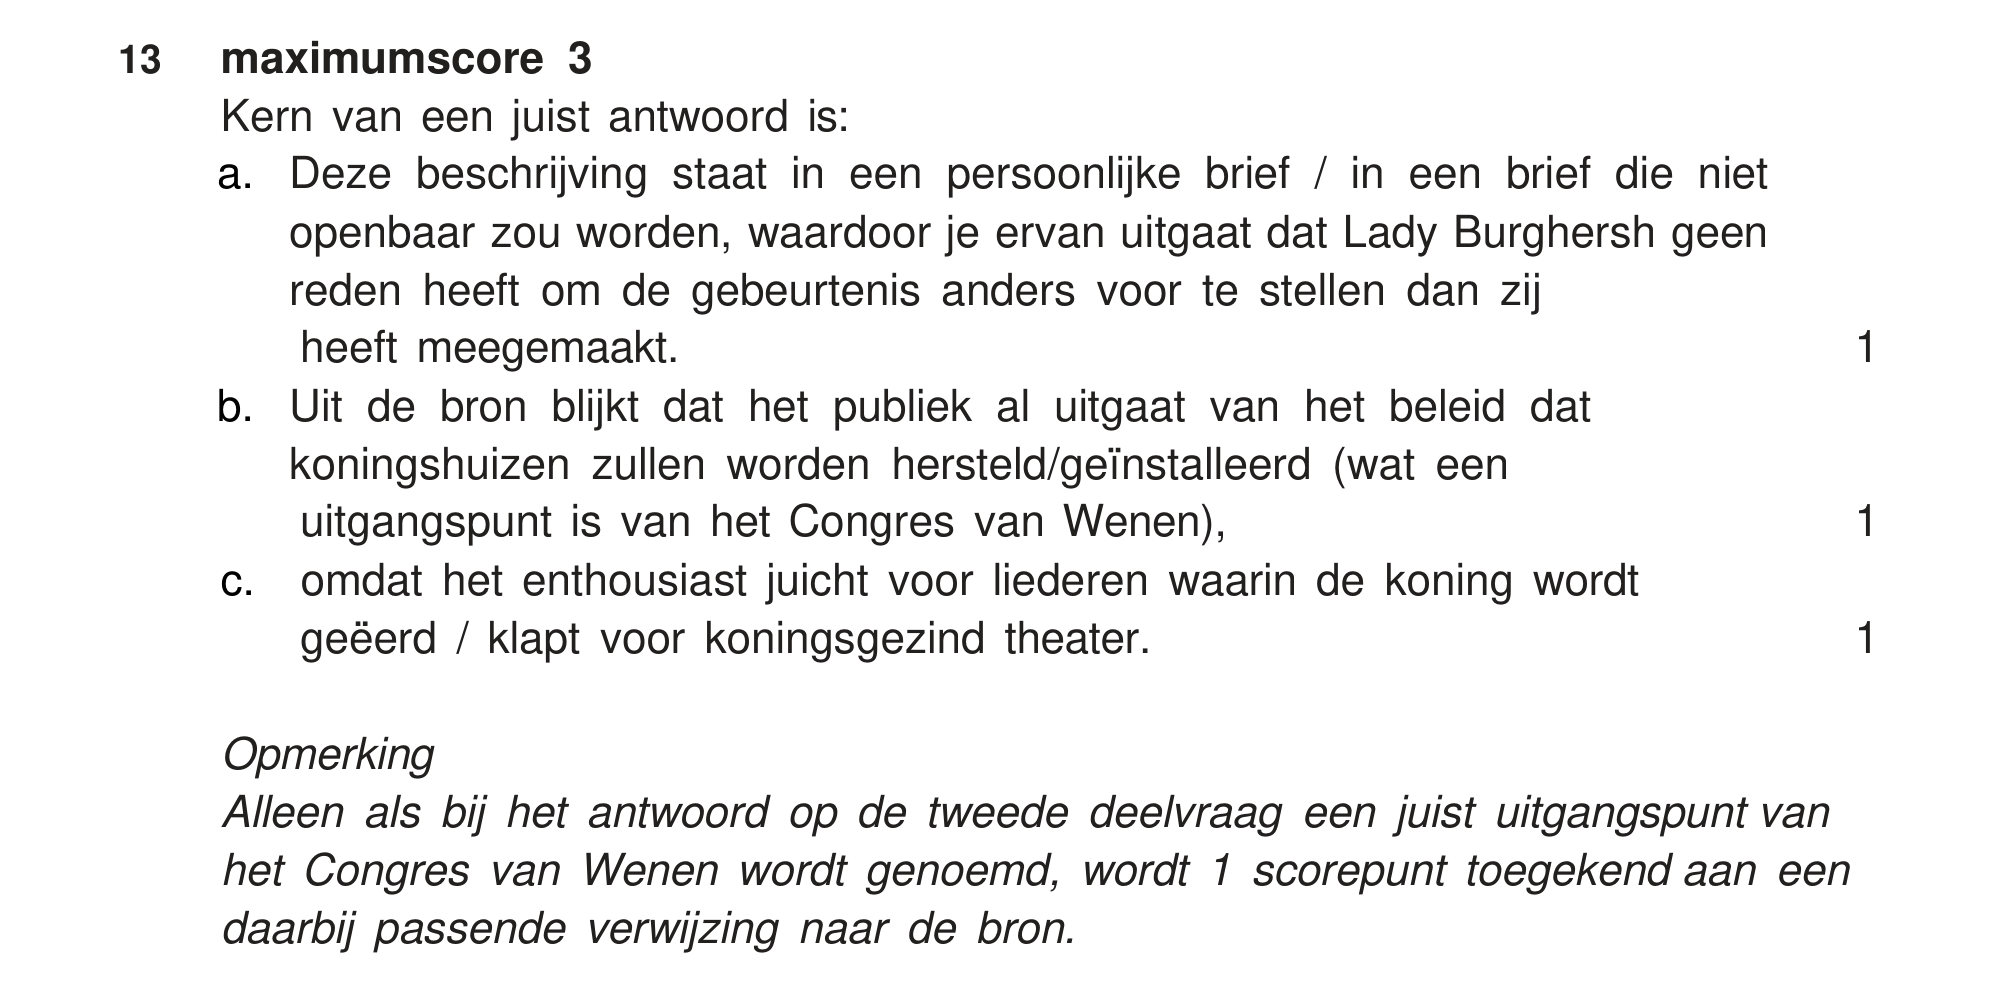 13 maximumscore 3
Kern van een juist antwoord is:
a. Deze beschrijving staat in een persoonlijke brief / in een brief die niet
openbaar zou worden, waardoor je ervan uitgaat dat Lady Burghersh geen
reden heeft om de gebeurtenis anders voor te stellen dan zij
heeft meegemaakt. 1
b. Uit de bron blijkt dat het publiek al uitgaat van het beleid dat
koningshuizen zullen worden hersteld/geïnstalleerd (wat een
uitgangspunt is van het Congres van Wenen), 1
c. omdat het enthousiast juicht voor liederen waarin de koning wordt
geëerd / klapt voor koningsgezind theater. 1
Opmerking
Alleen als bij het antwoord op de tweede deelvraag een juist uitgangspunt van
het Congres van Wenen wordt genoemd, wordt 1 scorepunt toegekend aan een
daarbij passende verwijzing naar de bron.